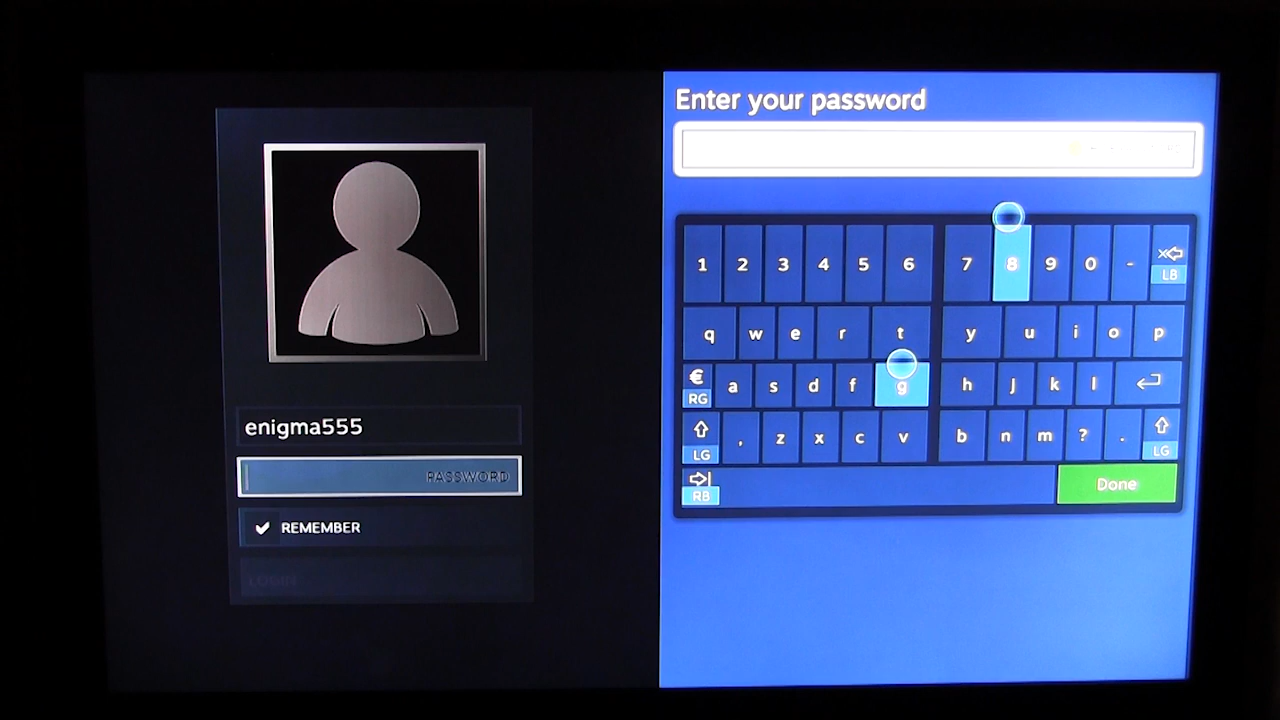 Enter your password
1 2 3 4 5 6 7 8 9 0 - LB
q w e r t y u i o p
€ RG a s d f g h j k l
LG , z x c v b n m ? . LG
RB Done
enigma555
PASSWORD
REMEMBER
LOGIN